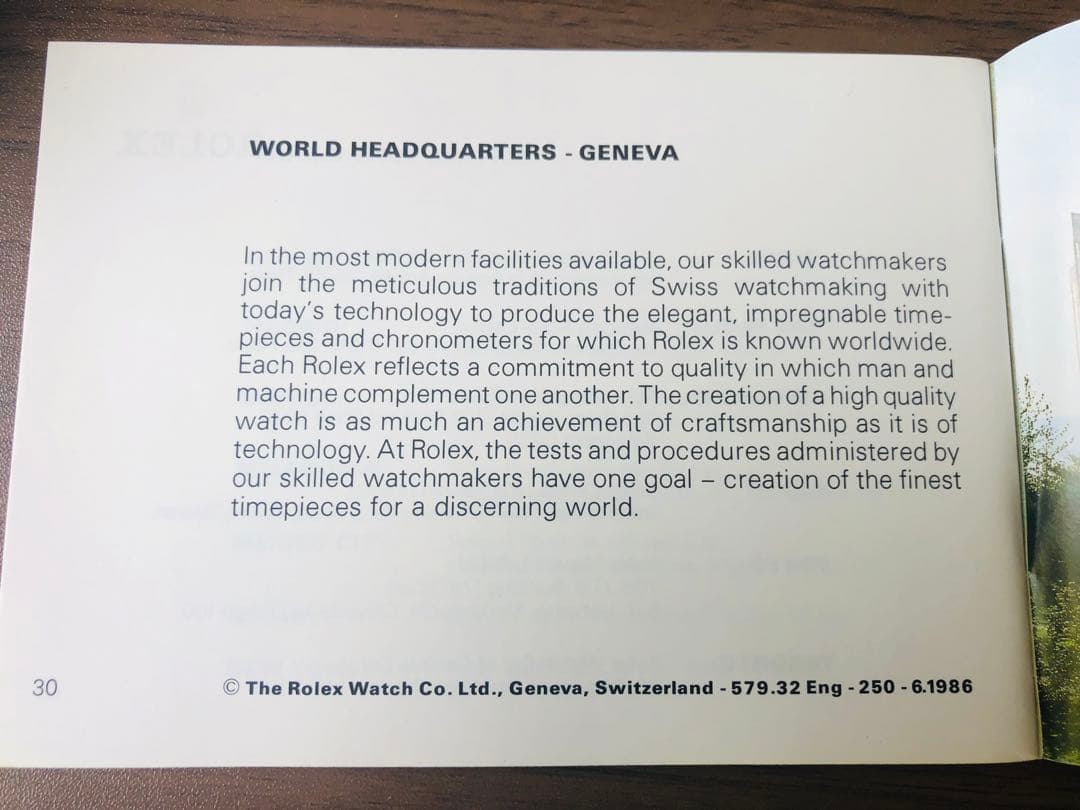 WORLD HEADQUARTERS - GENEVA
In the most modern facilities available, our skilled watchmakers
join the meticulous traditions of Swiss watchmaking with
today's technology to produce the elegant, impregnable time-
pieces and chronometers for which Rolex is known worldwide.
Each Rolex reflects a commitment to quality in which man and
machine complement one another. The creation of a high quality
watch is as much an achievement of craftsmanship as it is of
technology. At Rolex, the tests and procedures administered by
our skilled watchmakers have one goal – creation of the finest
timepieces for a discerning world.
30
© The Rolex Watch Co. Ltd., Geneva, Switzerland - 579.32 Eng - 250 - 6.1986